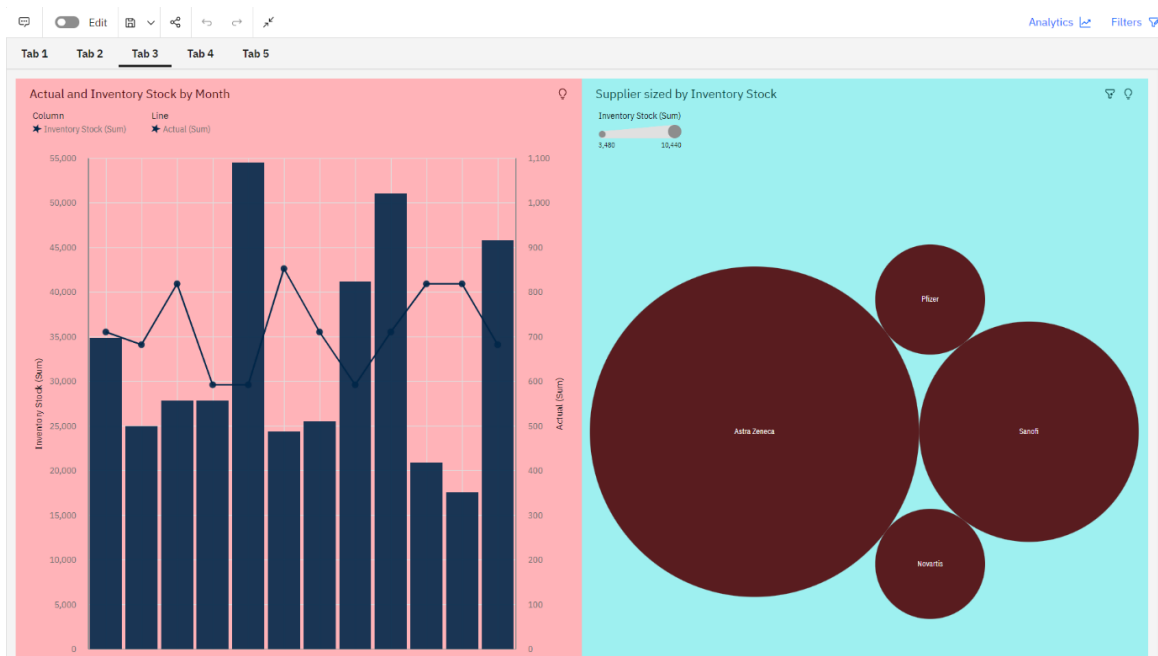 Edit
Analytics
Filters
Tab 1 Tab 2 Tab 3 Tab 4 Tab 5
Actual and Inventory Stock by Month
Column Line
Inventory Stock (Sum) Actual (Sum)
55,000
50,000
45,000
40,000
35,000
30,000
25,000
20,000
15,000
10,000
5,000
0
Inventory Stock (Sum)
1,100
1,000
900
800
700
600
500
400
300
200
100
0
Actual (Sum)
Supplier sized by Inventory Stock
Inventory Stock (Sum)
3,480 10,440
Pfizer
Astra Zeneca
Sanofi
Novartis